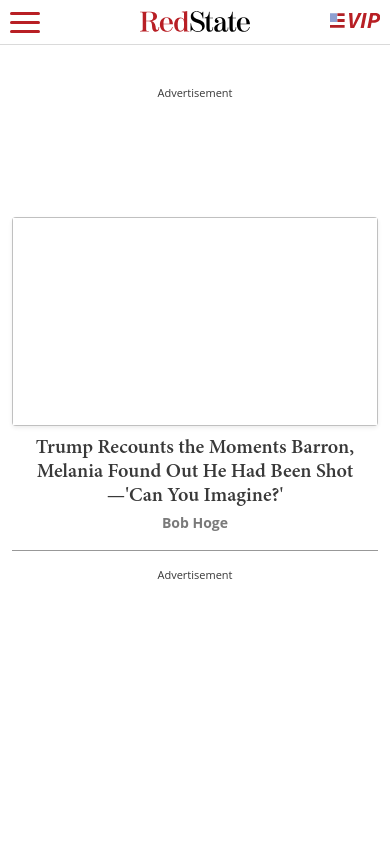 RedState
VIP
Advertisement
Trump Recounts the Moments Barron,
Melania Found Out He Had Been Shot
—'Can You Imagine?'
Bob Hoge
Advertisement